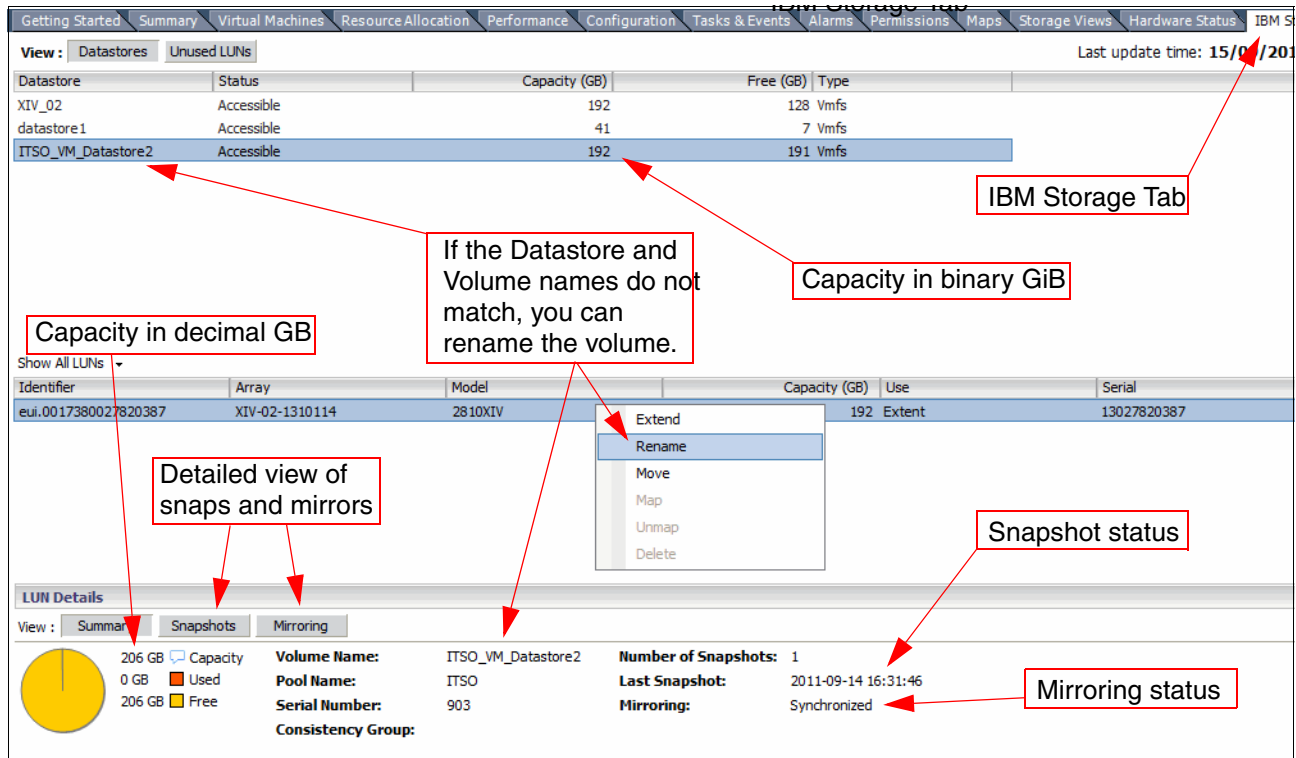 IBM Storage Tab
Getting Started Summary Virtual Machines Resource Allocation Performance Configuration Tasks & Events Alarms Permissions Maps Storage Views Hardware Status IBM St
View : Datastores Unused LUNs Last update time: 15/09/201
Datastore Status Capacity (GB) Free (GB) Type
XIV_02 Accessible 192 128 Vmfs
datastore1 Accessible 41 7 Vmfs
ITSO_VM_Datastore2 Accessible 192 191 Vmfs
IBM Storage Tab
If the Datastore and
Volume names do not
match, you can
rename the volume.
Capacity in binary GiB
Capacity in decimal GB
Show All LUNs
Identifier Array Model Capacity (GB) Use Serial
eui.0017380027820387 XIV-02-1310114 2810XIV 192 Extent 13027820387
Extend
Rename
Move
Map
Unmap
Delete
Detailed view of
snaps and mirrors
Snapshot status
LUN Details
View : Summary Snapshots Mirroring
206 GB Capacity Volume Name: ITSO_VM_Datastore2 Number of Snapshots: 1
0 GB Used Pool Name: ITSO Last Snapshot: 2011-09-14 16:31:46
206 GB Free Serial Number: 903 Mirroring: Synchronized
Consistency Group:
Mirroring status